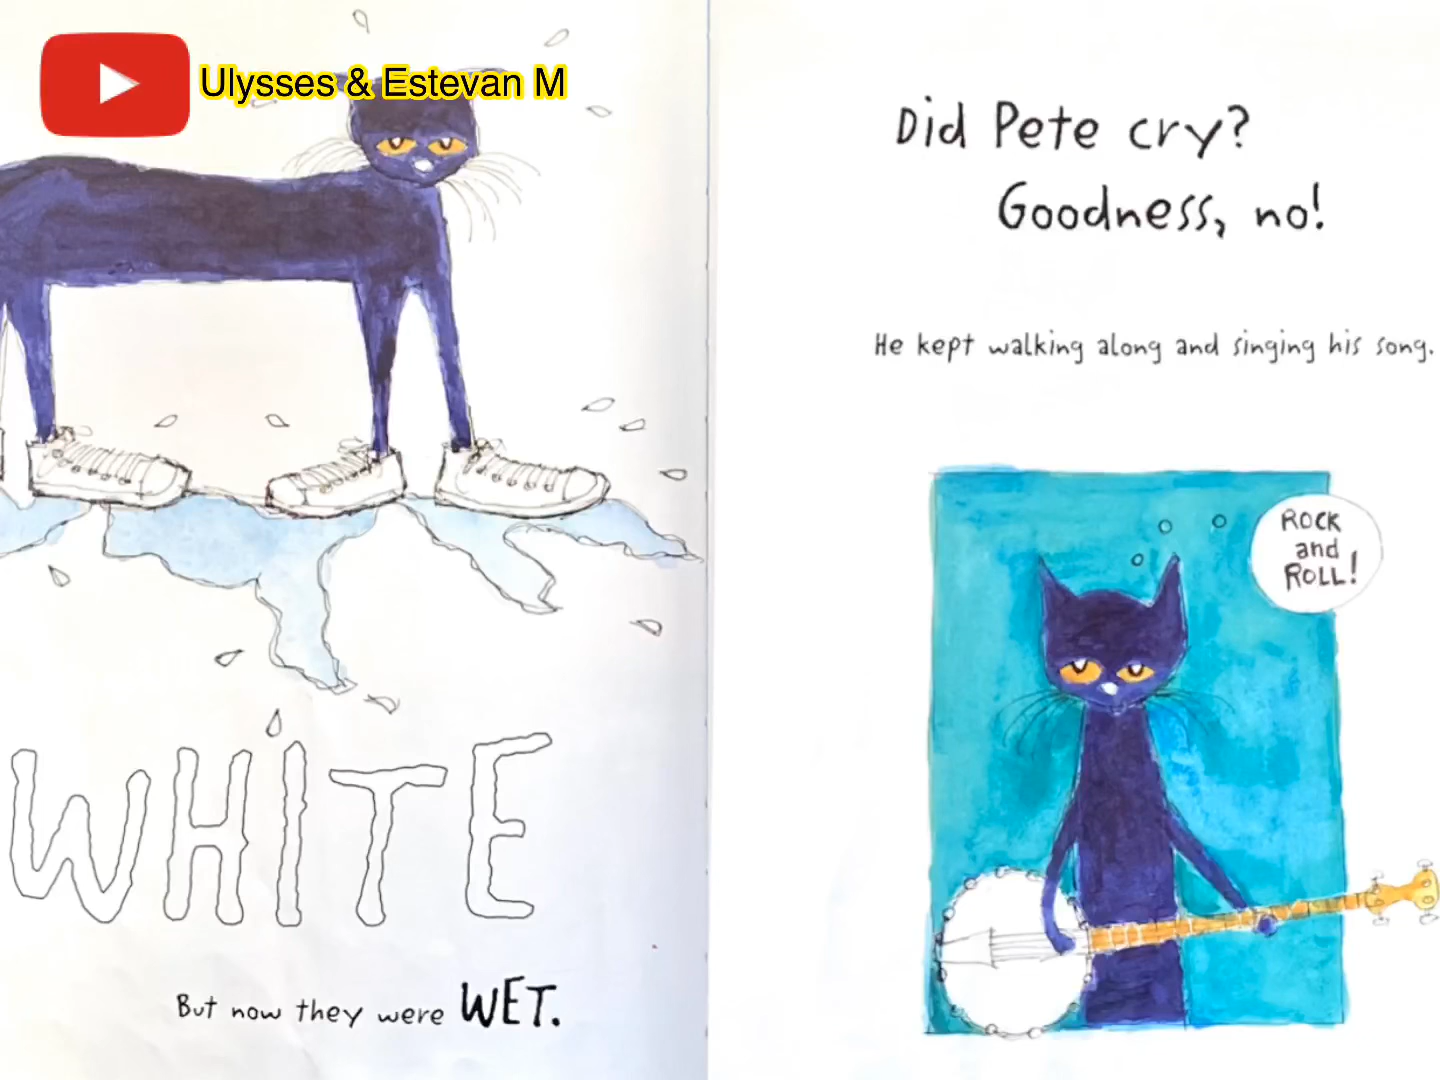 Ulysses & Estevan M
WHITE
But now they were WET.
Did Pete cry?
Goodness, no!
He kept walking along and singing his song.
ROCK
and
ROLL!